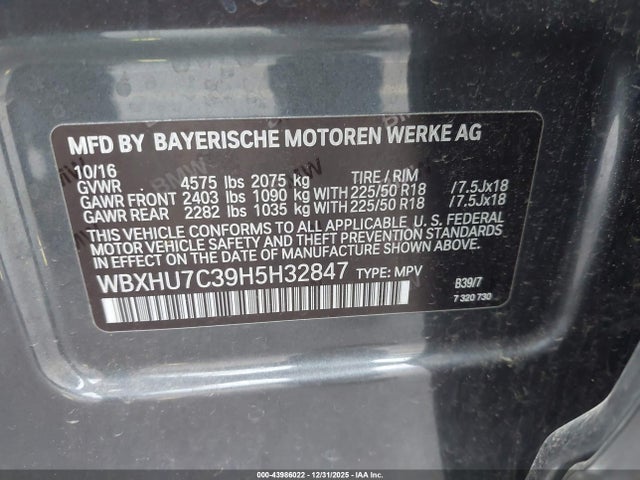 MFD BY BAYERISCHE MOTOREN WERKE AG
10/16
GVWR 4575 lbs 2075 kg TIRE / RIM
GAWR FRONT 2403 lbs 1090 kg WITH 225/50 R18 /7.5Jx18
GAWR REAR 2282 lbs 1035 kg WITH 225/50 R18 /7.5Jx18
THIS VEHICLE CONFORMS TO ALL APPLICABLE U. S. FEDERAL
MOTOR VEHICLE SAFETY AND THEFT PREVENTION STANDARDS
IN EFFECT ON THE DATE OF MANUFACTURE SHOWN ABOVE.
WBXHU7C39H5H32847 TYPE: MPV
B39/7
7 320 730
000-43986022 - 12/31/2025 - IAAI.COM